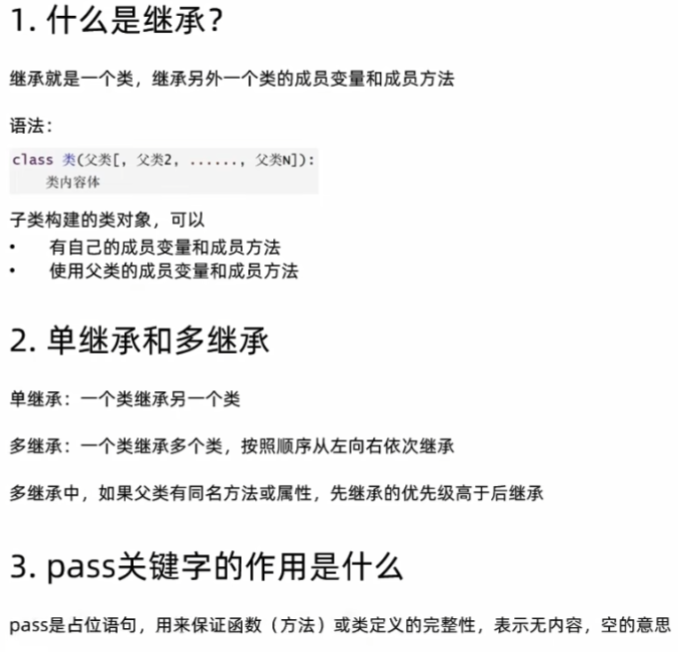 1. 什么是继承？
继承就是一个类，继承另外一个类的成员变量和成员方法
语法：
class 类(父类[, 父类2, ......, 父类N]):
    类内容体
子类构建的类对象，可以
• 有自己的成员变量和成员方法
• 使用父类的成员变量和成员方法
2. 单继承和多继承
单继承：一个类继承另一个类
多继承：一个类继承多个类，按照顺序从左向右依次继承
多继承中，如果父类有同名方法或属性，先继承的优先级高于后继承
3. pass关键字的作用是什么
pass是占位语句，用来保证函数（方法）或类定义的完整性，表示无内容，空的意思